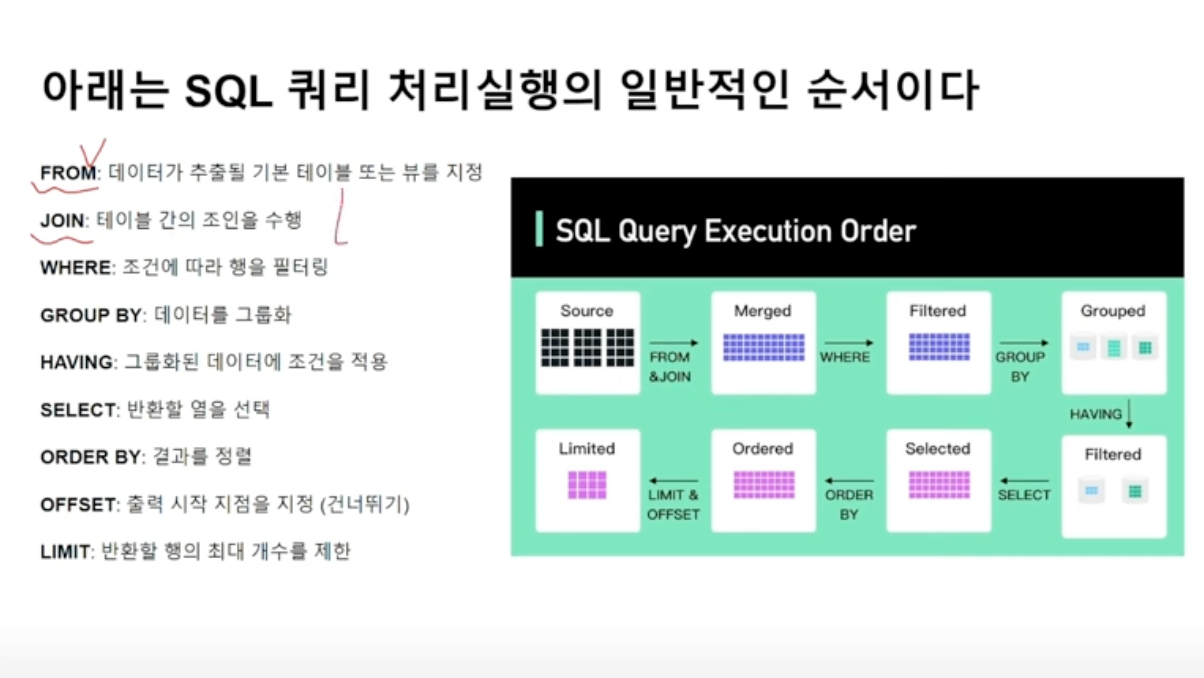 아래는 SQL 쿼리 처리실행의 일반적인 순서이다
FROM: 데이터가 추출될 기본 테이블 또는 뷰를 지정
JOIN: 테이블 간의 조인을 수행
WHERE: 조건에 따라 행을 필터링
GROUP BY: 데이터를 그룹화
HAVING: 그룹화된 데이터에 조건을 적용
SELECT: 반환할 열을 선택
ORDER BY: 결과를 정렬
OFFSET: 출력 시작 지점을 지정 (건너뛰기)
LIMIT: 반환할 행의 최대 개수를 제한
SQL Query Execution Order
Source
FROM
&JOIN
Merged
WHERE
Filtered
GROUP
BY
Grouped
HAVING
Filtered
SELECT
Selected
ORDER
BY
Ordered
LIMIT &
OFFSET
Limited